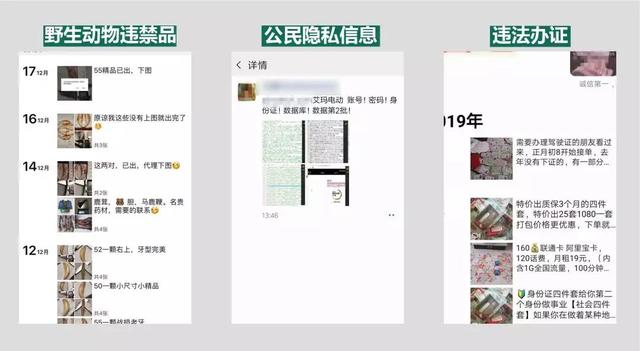 野生动物违禁品
17 12月
55精品已出，下图
16 12月
原谅我这些没有上图就出完了
共3张
14 12月
这两对，已出，代理下图
共2张
鹿茸，胆，马鹿鞭，名贵
药材，需要的联系
共4张
12 12月
52一颗右上，牙型完美
共4张
50一颗小尺寸小精品
共4张
55一颗战损老牙
公民隐私信息
详情
艾玛电动 账号！密码！身
份证！数据库！数据第2批！
13:46
违法办证
诚信第一，
2019年
需要办理驾驶证的朋友看过
来，正月初8开始接单，去
年没有下证的，有一部分…
特价出质保3个月的四件
套，特价出25套1080一套
打包价格更优惠，下单就…
160联通卡 阿里宝卡，
120话费，月租19元，（内
含1G全国流量，100分钟…
身份证四件套给你第二
个身份做事业【社会四件
套】如果你在做着某种地…